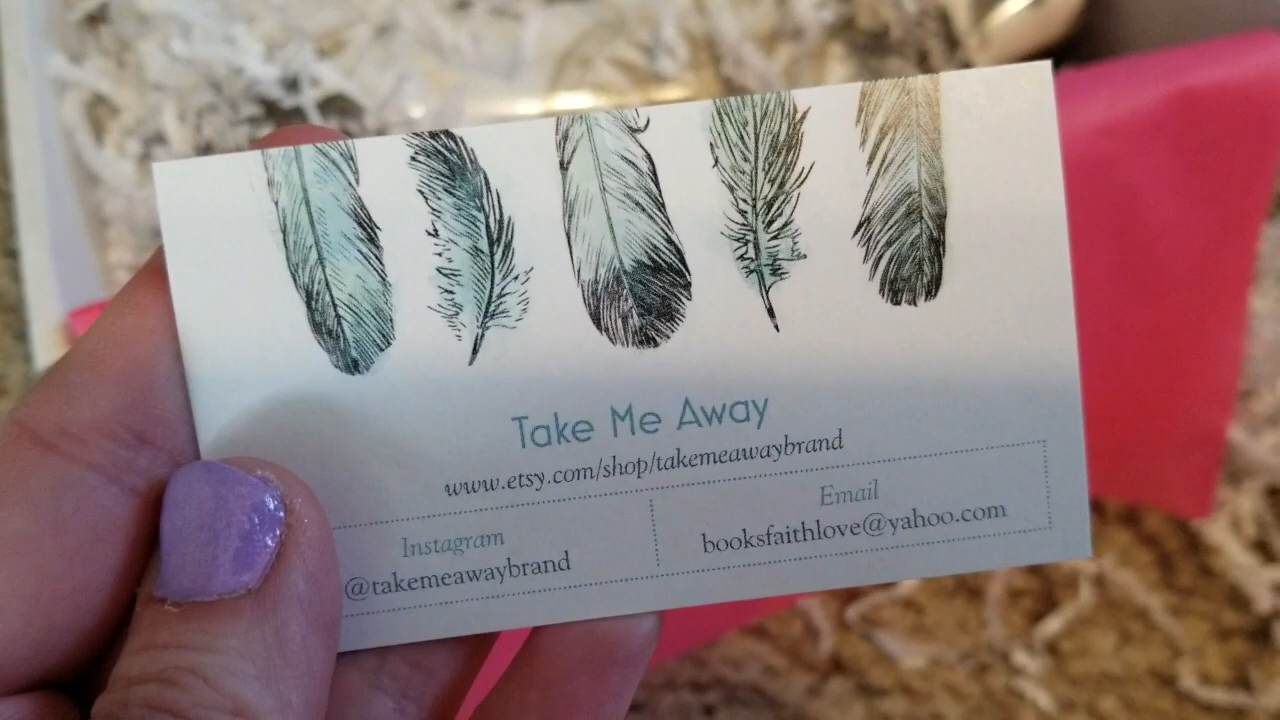 Take Me Away
www.etsy.com/shop/takemeawaybrand
Instagram
@takemeawaybrand
Email
booksfaithlove@yahoo.com